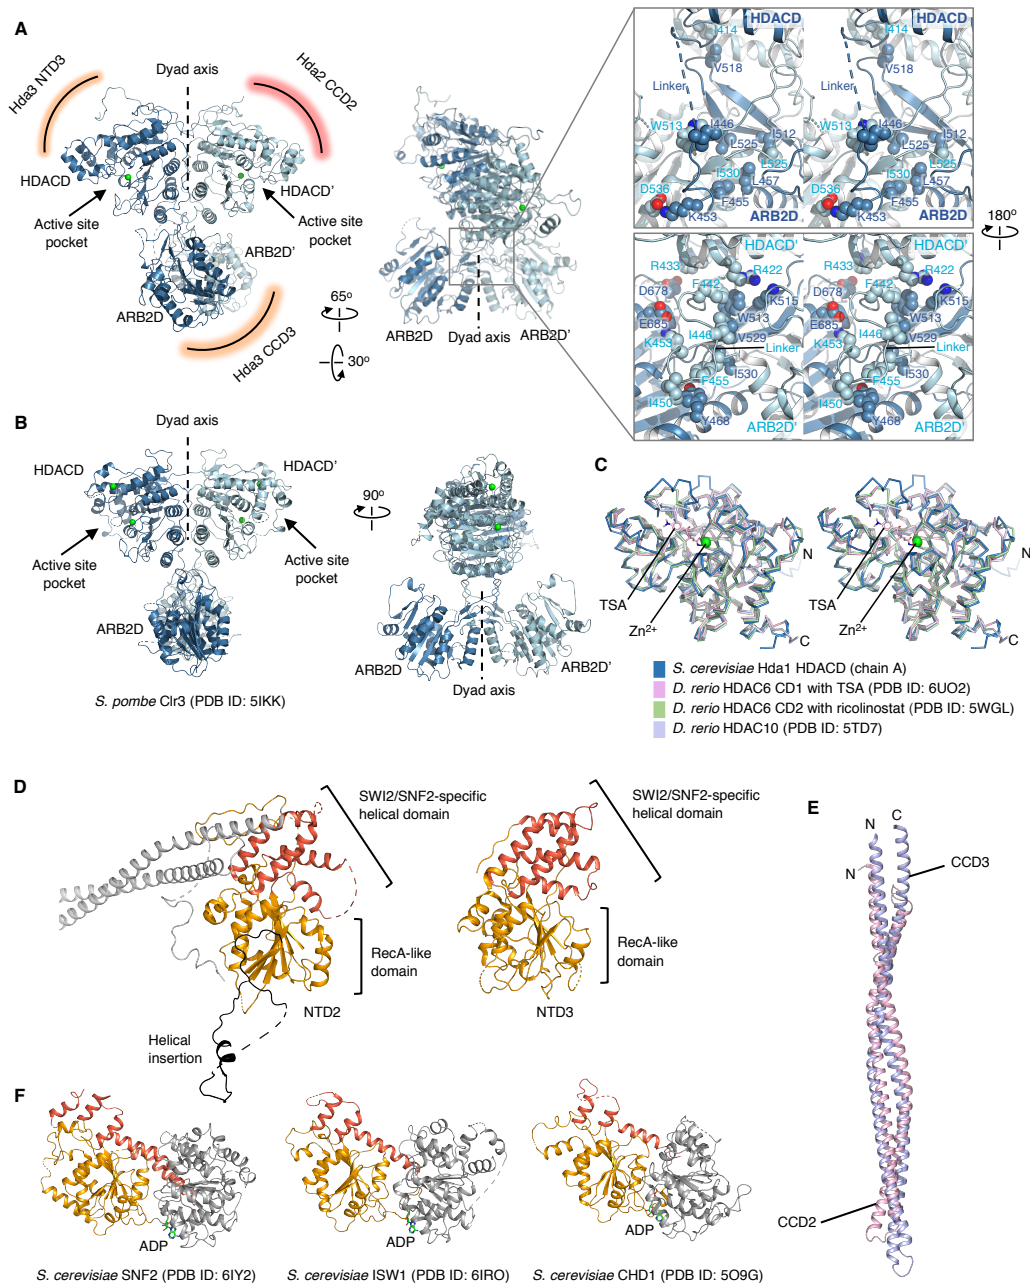 A
Hda3 NTD3
Dyad axis
Hda2 CCD2
HDACD
HDACD’
Active site
pocket
Active site
pocket
ARB2D’
ARB2D
Hda3 CCD3
65º
30º
ARB2D
Dyad axis
ARB2D’
HDACD
I414
V518
Linker
W513
I446
I512
L525
L525
I530
L457
D536
F455
K453
ARB2D
HDACD
I414
V518
Linker
W513
I446
I512
L525
L525
I530
L457
D536
F455
K453
ARB2D
180º
HDACD’
R433
R422
F442
D678
K515
W513
E685
I446
V529
K453
Linker
F455
I530
I450
Y468
ARB2D’
HDACD’
R433
R422
F442
D678
K515
W513
E685
I446
V529
K453
Linker
F455
I530
I450
Y468
ARB2D’
B
Dyad axis
HDACD
HDACD’
Active site
pocket
Active site
pocket
ARB2D
90º
ARB2D
ARB2D’
Dyad axis
S. pombe Clr3 (PDB ID: 5IKK)
C
N
N
TSA
TSA
Zn2+
Zn2+
C
C
S. cerevisiae Hda1 HDACD (chain A)
D. rerio HDAC6 CD1 with TSA (PDB ID: 6UO2)
D. rerio HDAC6 CD2 with ricolinostat (PDB ID: 5WGL)
D. rerio HDAC10 (PDB ID: 5TD7)
D
SWI2/SNF2-specific
helical domain
RecA-like
domain
NTD2
Helical
insertion
SWI2/SNF2-specific
helical domain
RecA-like
domain
NTD3
E
N
C
N
CCD3
CCD2
F
ADP
S. cerevisiae SNF2 (PDB ID: 6IY2)
ADP
S. cerevisiae ISW1 (PDB ID: 6IRO)
ADP
S. cerevisiae CHD1 (PDB ID: 5O9G)